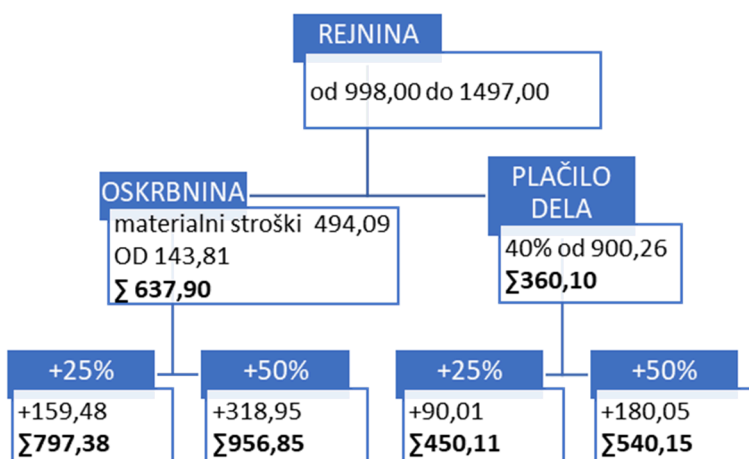 REJNINA
od 998,00 do 1497,00
OSKRBNINA
materialni stroški 494,09
OD 143,81
∑ 637,90
PLAČILO
DELA
40% od 900,26
∑360,10
+25%
+159,48
∑797,38
+50%
+318,95
∑956,85
+25%
+90,01
∑450,11
+50%
+180,05
∑540,15